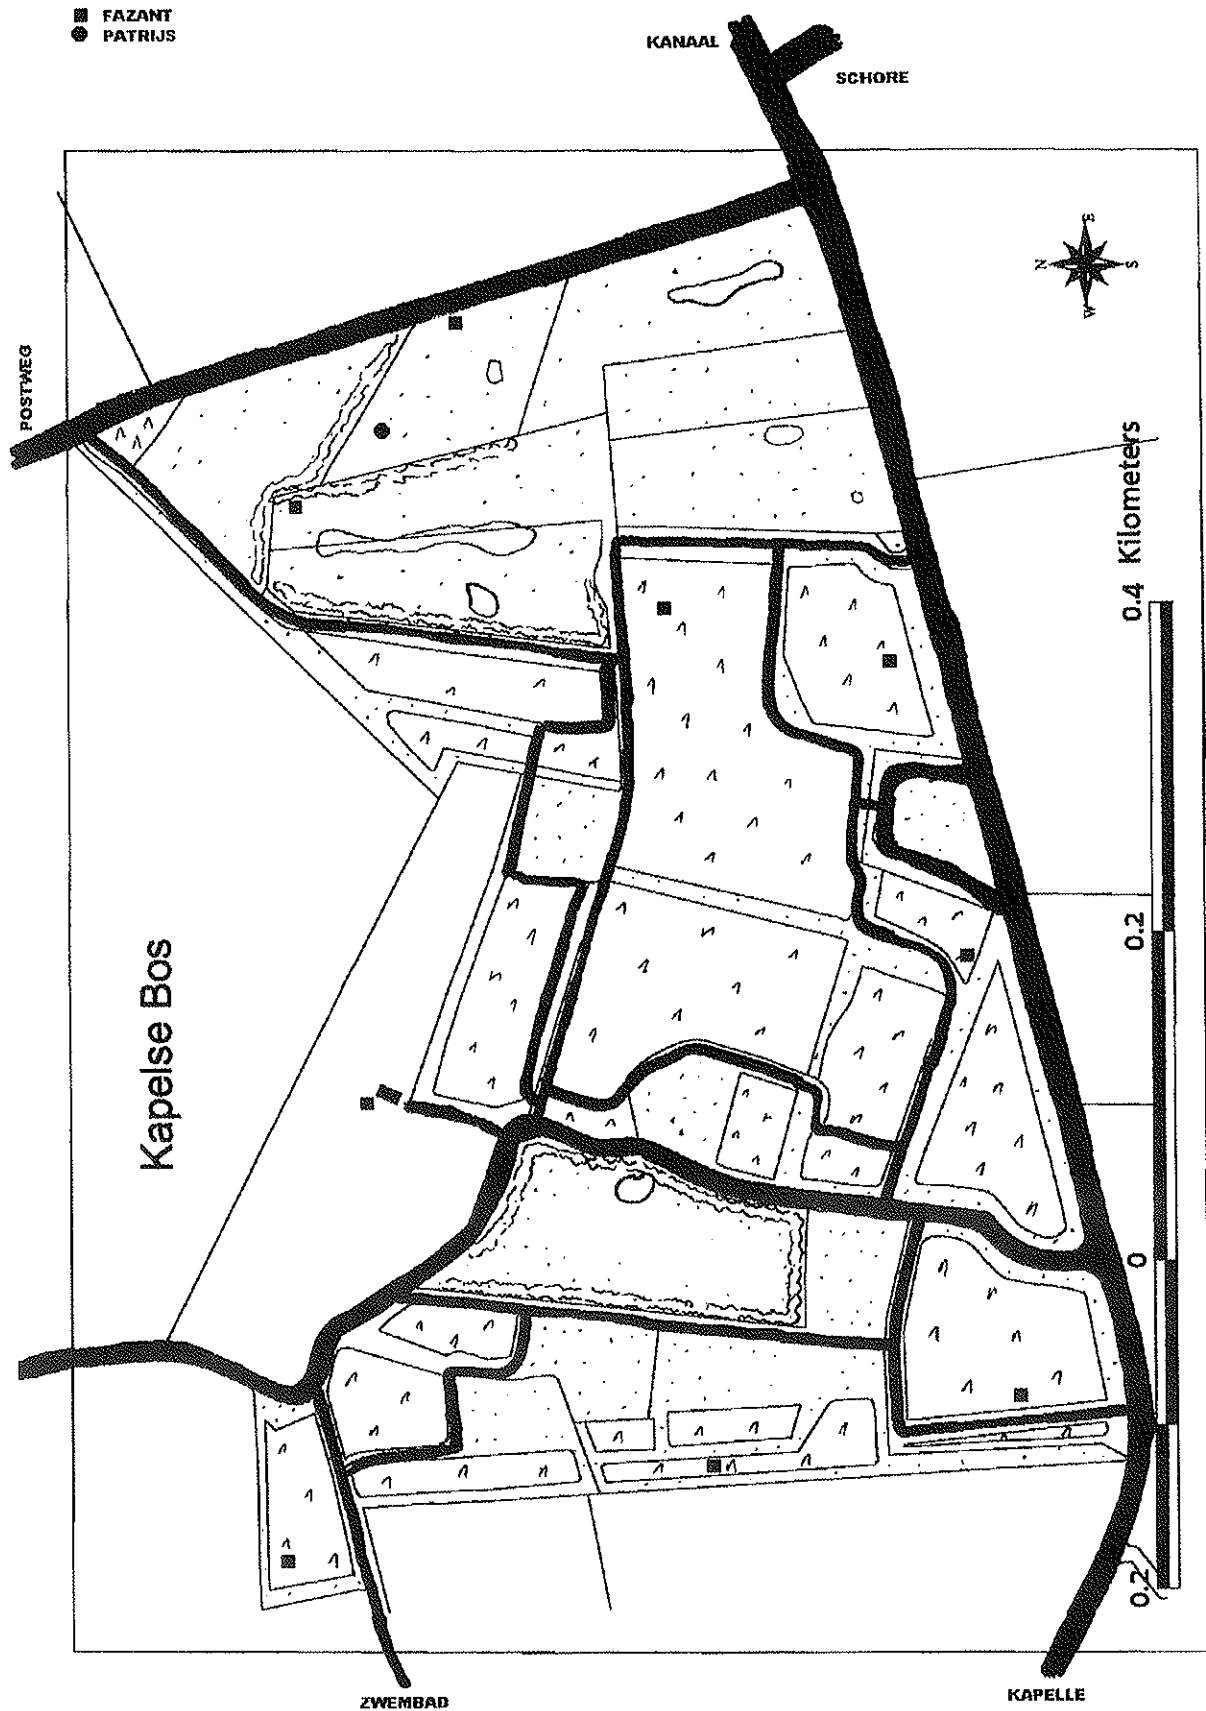 FAZANT
PATRIJS
KANAAL
SCHORE
POSTWEG
N
E
S
W
Kapelse Bos
0.2
0
0.2
0.4 Kilometers
ZWEMBAD
KAPELLE